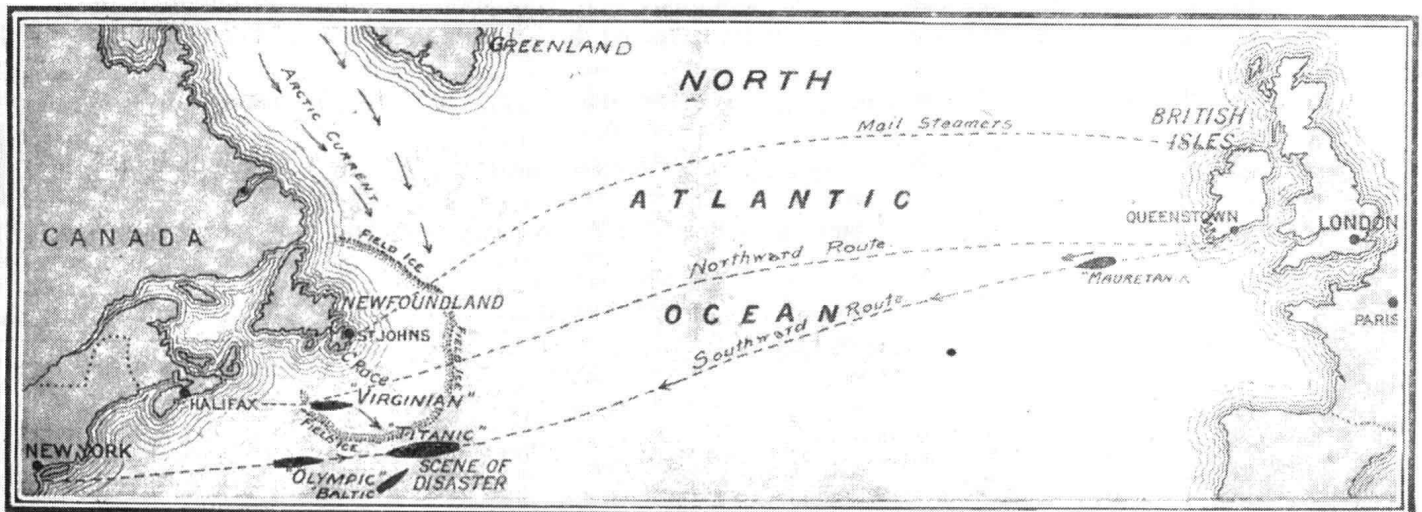 GREENLAND
NORTH
ARCTIC CURRENT
Mail Steamers
BRITISH
ISLES
ATLANTIC
QUEENSTOWN
LONDON
CANADA
FIELD ICE
Northward Route
"MAURETANIA
NEWFOUNDLAND
OCEAN
Southward Route
PARIS
ST JOHNS
FIELD ICE
C Race
"VIRGINIAN"
HALIFAX
FIELD ICE
"TITANIC"
NEW YORK
SCENE OF
DISASTER
"OLYMPIC"
BALTIC